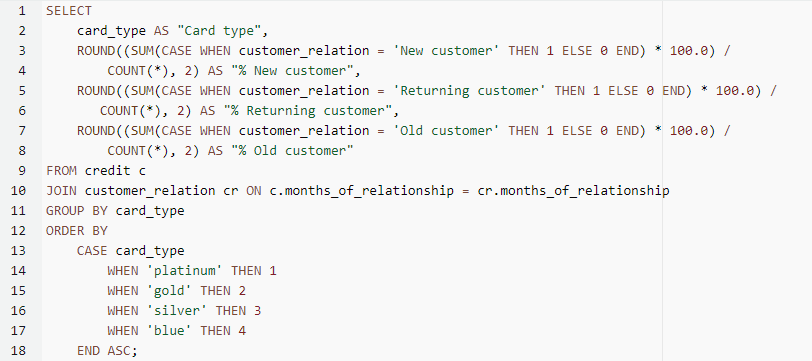 1 SELECT
2     card_type AS "Card type",
3     ROUND((SUM(CASE WHEN customer_relation = 'New customer' THEN 1 ELSE 0 END) * 100.0) /
4         COUNT(*), 2) AS "% New customer",
5     ROUND((SUM(CASE WHEN customer_relation = 'Returning customer' THEN 1 ELSE 0 END) * 100.0) /
6        COUNT(*), 2) AS "% Returning customer",
7     ROUND((SUM(CASE WHEN customer_relation = 'Old customer' THEN 1 ELSE 0 END) * 100.0) /
8         COUNT(*), 2) AS "% Old customer"
9 FROM credit c
10 JOIN customer_relation cr ON c.months_of_relationship = cr.months_of_relationship
11 GROUP BY card_type
12 ORDER BY
13     CASE card_type
14         WHEN 'platinum' THEN 1
15         WHEN 'gold' THEN 2
16         WHEN 'silver' THEN 3
17         WHEN 'blue' THEN 4
18     END ASC;